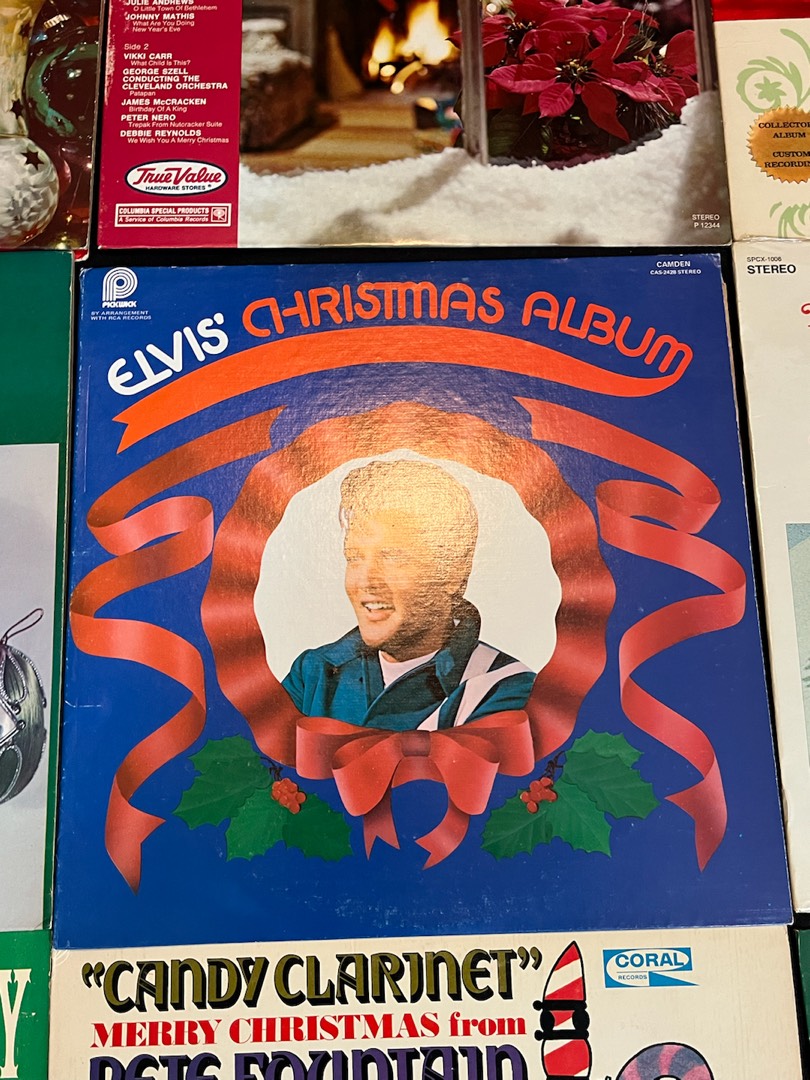 JULIE ANDREWS
O Little Town Of Bethlehem
JOHNNY MATHIS
What Are You Doing
New Year's Eve
Side 2
VIKKI CARR
What Child Is This?
GEORGE SZELL
CONDUCTING THE
CLEVELAND ORCHESTRA
Patapan
JAMES McCRACKEN
Birthday Of A King
PETER NERO
Trepak From Nutcracker Suite
DEBBIE REYNOLDS
We Wish You A Merry Christmas
True Value
HARDWARE STORES
COLUMBIA SPECIAL PRODUCTS
A Service of Columbia Records
STEREO
P 12344
COLLECTOR
ALBUM
CUSTOM
RECORDIN
SPCX-1006
STEREO
PICKWICK
BY ARRANGEMENT
WITH RCA RECORDS
CAMDEN
CAS-2428 STEREO
ELVIS' CHRISTMAS ALBUM
Y
"CANDY CLARINET"
MERRY CHRISTMAS from
PETE FOUNTAIN
CORAL
RECORDS